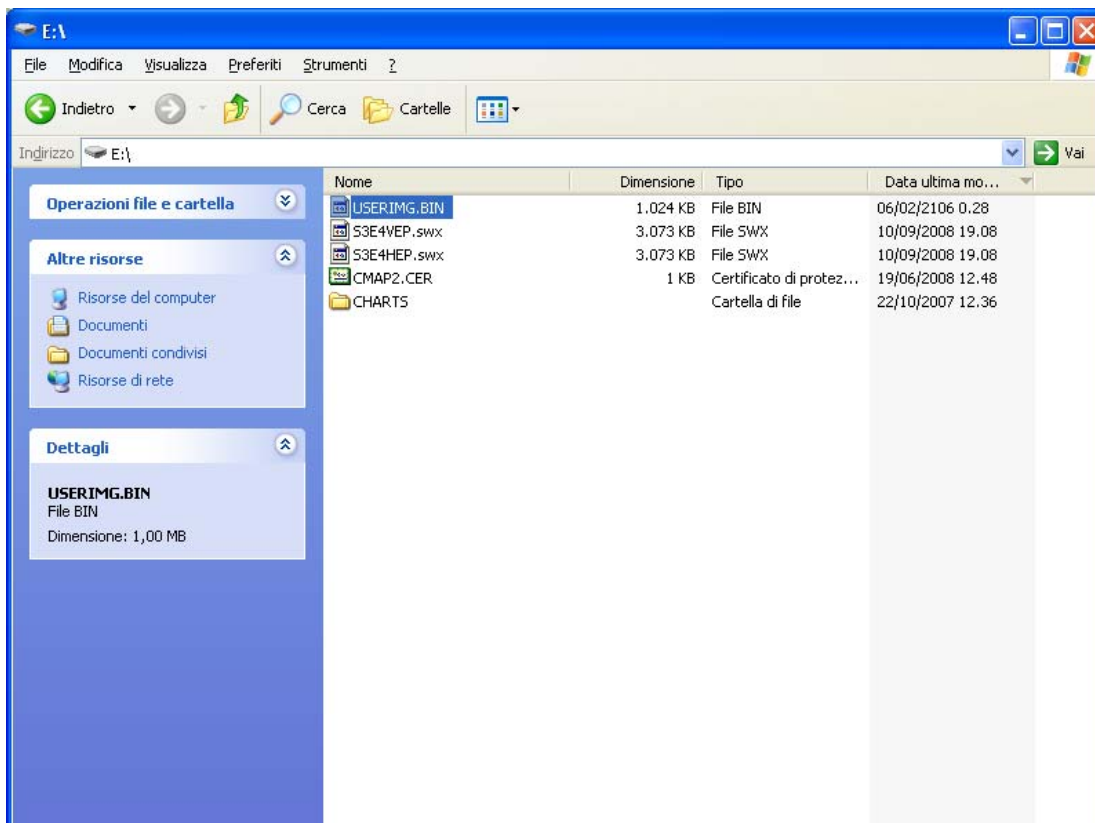 E:\
File Modifica Visualizza Preferiti Strumenti ?
Indietro Cerca Cartelle
Indirizzo E:\ Vai
Operazioni file e cartella
Altre risorse
Risorse del computer
Documenti
Documenti condivisi
Risorse di rete
Dettagli
USERIMG.BIN
File BIN
Dimensione: 1,00 MB
Nome Dimensione Tipo Data ultima mo...
USERIMG.BIN 1.024 KB File BIN 06/02/2106 0.28
S3E4VEP.swx 3.073 KB File SWX 10/09/2008 19.08
S3E4HEP.swx 3.073 KB File SWX 10/09/2008 19.08
CMAP2.CER 1 KB Certificato di protez... 19/06/2008 12.48
CHARTS Cartella di file 22/10/2007 12.36